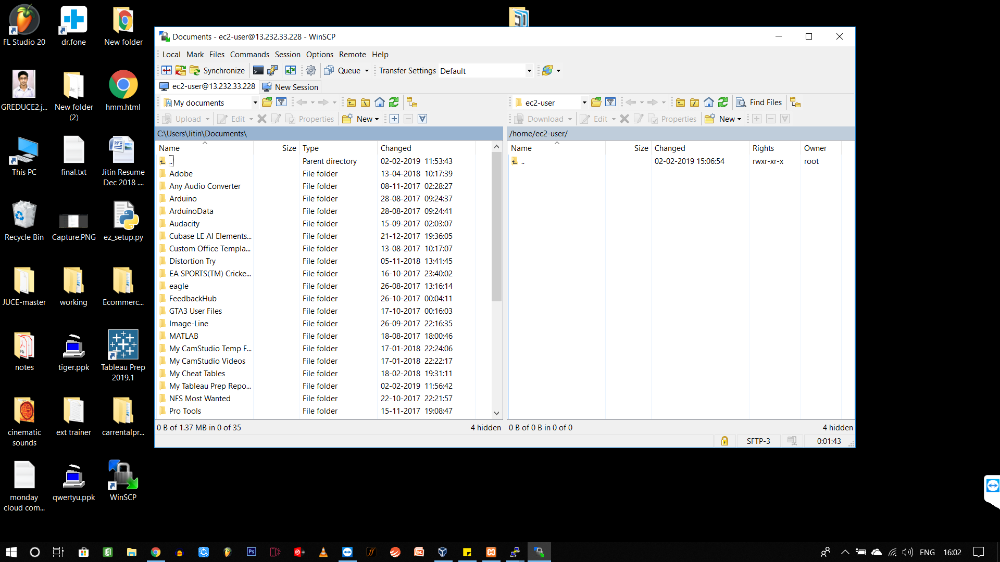 FL Studio 20
dr.fone
New folder
GREDUCE2.j...
New folder
(2)
hmm.html
This PC
final.txt
Jitin Resume
Dec 2018 ....
Recycle Bin
Capture.PNG
ez_setup.py
JUCE-master
working
Ecommerc...
notes
tiger.ppk
Tableau Prep
2019.1
cinematic
sounds
ext trainer
carrentalpr...
monday
cloud com...
qwertyu.ppk
WinSCP
Documents - ec2-user@13.232.33.228 - WinSCP
Local Mark Files Commands Session Options Remote Help
Synchronize Queue Transfer Settings Default
ec2-user@13.232.33.228 New Session
My documents
Upload Edit Properties New
C:\Users\Jitin\Documents\
Name Size Type Changed
.. Parent directory 02-02-2019 11:53:43
Adobe File folder 13-04-2018 10:17:39
Any Audio Converter File folder 08-11-2017 02:28:27
Arduino File folder 28-08-2017 09:24:37
ArduinoData File folder 28-08-2017 09:24:41
Audacity File folder 15-09-2017 02:03:07
Cubase LE AI Elements... File folder 21-12-2017 19:36:05
Custom Office Templa... File folder 13-08-2017 10:17:07
Distortion Try File folder 05-11-2018 13:41:45
EA SPORTS(TM) Cricke... File folder 16-10-2017 23:40:02
eagle File folder 26-08-2017 13:16:14
FeedbackHub File folder 26-10-2017 00:04:11
GTA3 User Files File folder 17-10-2017 00:16:03
Image-Line File folder 26-09-2017 22:16:35
MATLAB File folder 18-08-2017 18:00:46
My CamStudio Temp F... File folder 17-01-2018 22:24:06
My CamStudio Videos File folder 17-01-2018 22:22:17
My Cheat Tables File folder 18-02-2018 19:31:11
My Tableau Prep Repo... File folder 02-02-2019 11:56:42
NFS Most Wanted File folder 22-10-2017 22:21:57
Pro Tools File folder 15-11-2017 19:08:47
0 B of 1.37 MB in 0 of 35 4 hidden
ec2-user Find Files
Download Edit Properties New
/home/ec2-user/
Name Size Changed Rights Owner
.. 02-02-2019 15:06:54 rwxr-xr-x root
0 B of 0 B in 0 of 0 4 hidden
SFTP-3 0:01:43
ENG 16:02